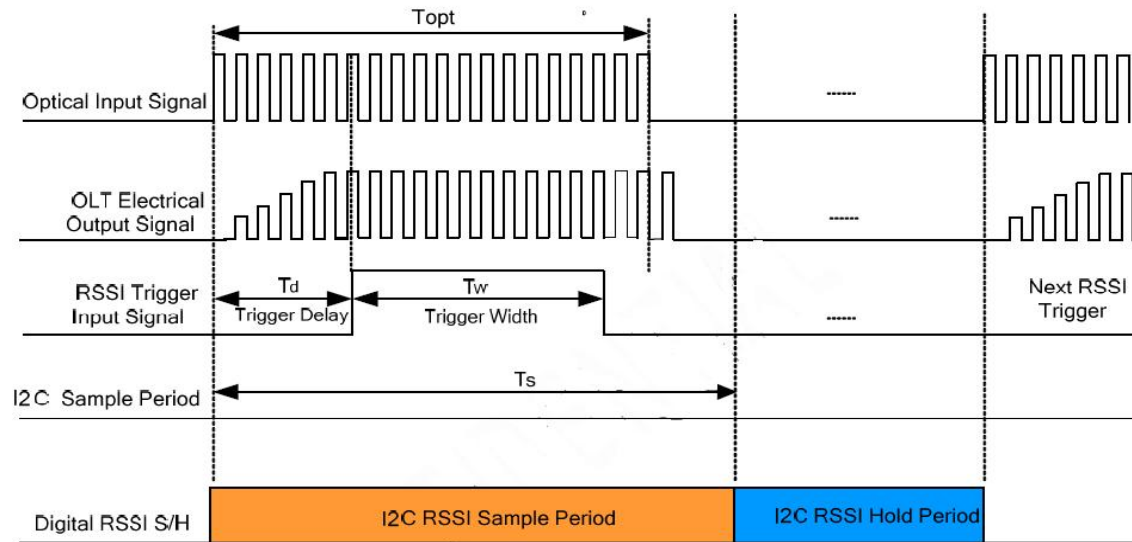 Topt
Optical Input Signal
------
OLT Electrical
Output Signal
------
RSSI Trigger
Input Signal
Td
Trigger Delay
Tw
Trigger Width
------
Next RSSI
Trigger
Ts
I2C Sample Period
Digital RSSI S/H
I2C RSSI Sample Period
I2C RSSI Hold Period